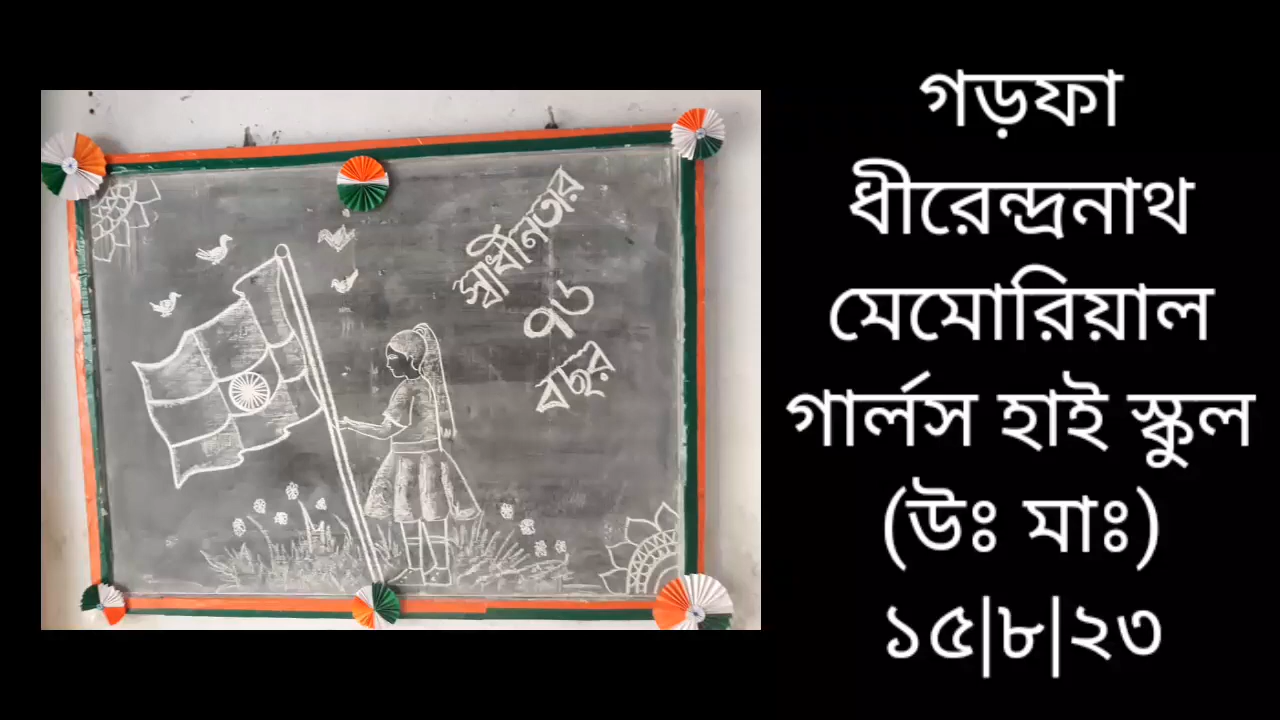 স্বাধীনতার
৭৬
বছর
গড়ফা
ধীরেন্দ্রনাথ
মেমোরিয়াল
গার্লস হাই স্কুল
(উঃ মাঃ)
১৫|৮|২৩